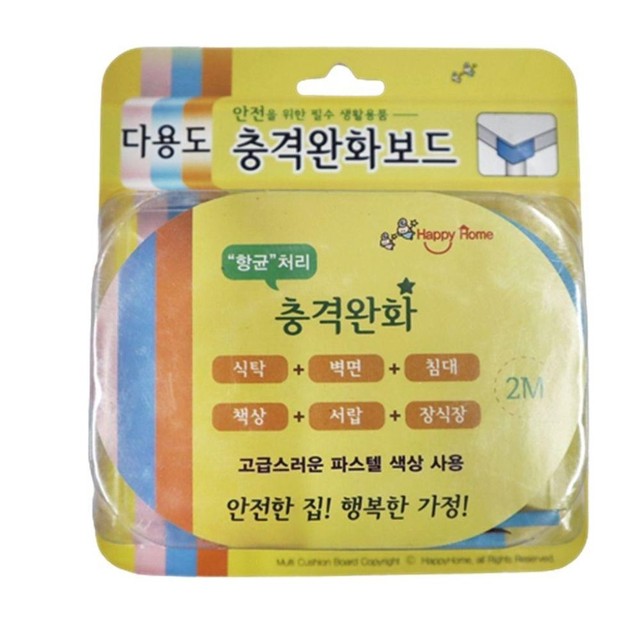 안전을 위한 필수 생활용품
다용도 충격완화보드
Happy Home
"항균"처리
충격완화
식탁 + 벽면 + 침대
2M
책상 + 서랍 + 장식장
고급스러운 파스텔 색상 사용
안전한 집! 행복한 가정!
Multi Cushion Board Copyright © HappyHome, all Rights Reserved.